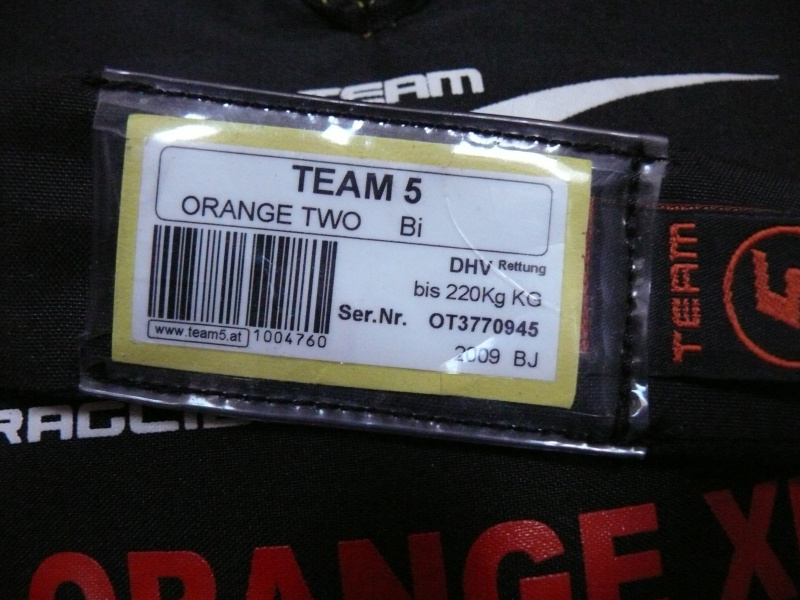 TEAM
TEAM 5
ORANGE TWO Bi
DHV Rettung
bis 220Kg KG
Ser.Nr. OT3770945
www.team5.at 1004760
2009 BJ
TEAM 5
ORANGE